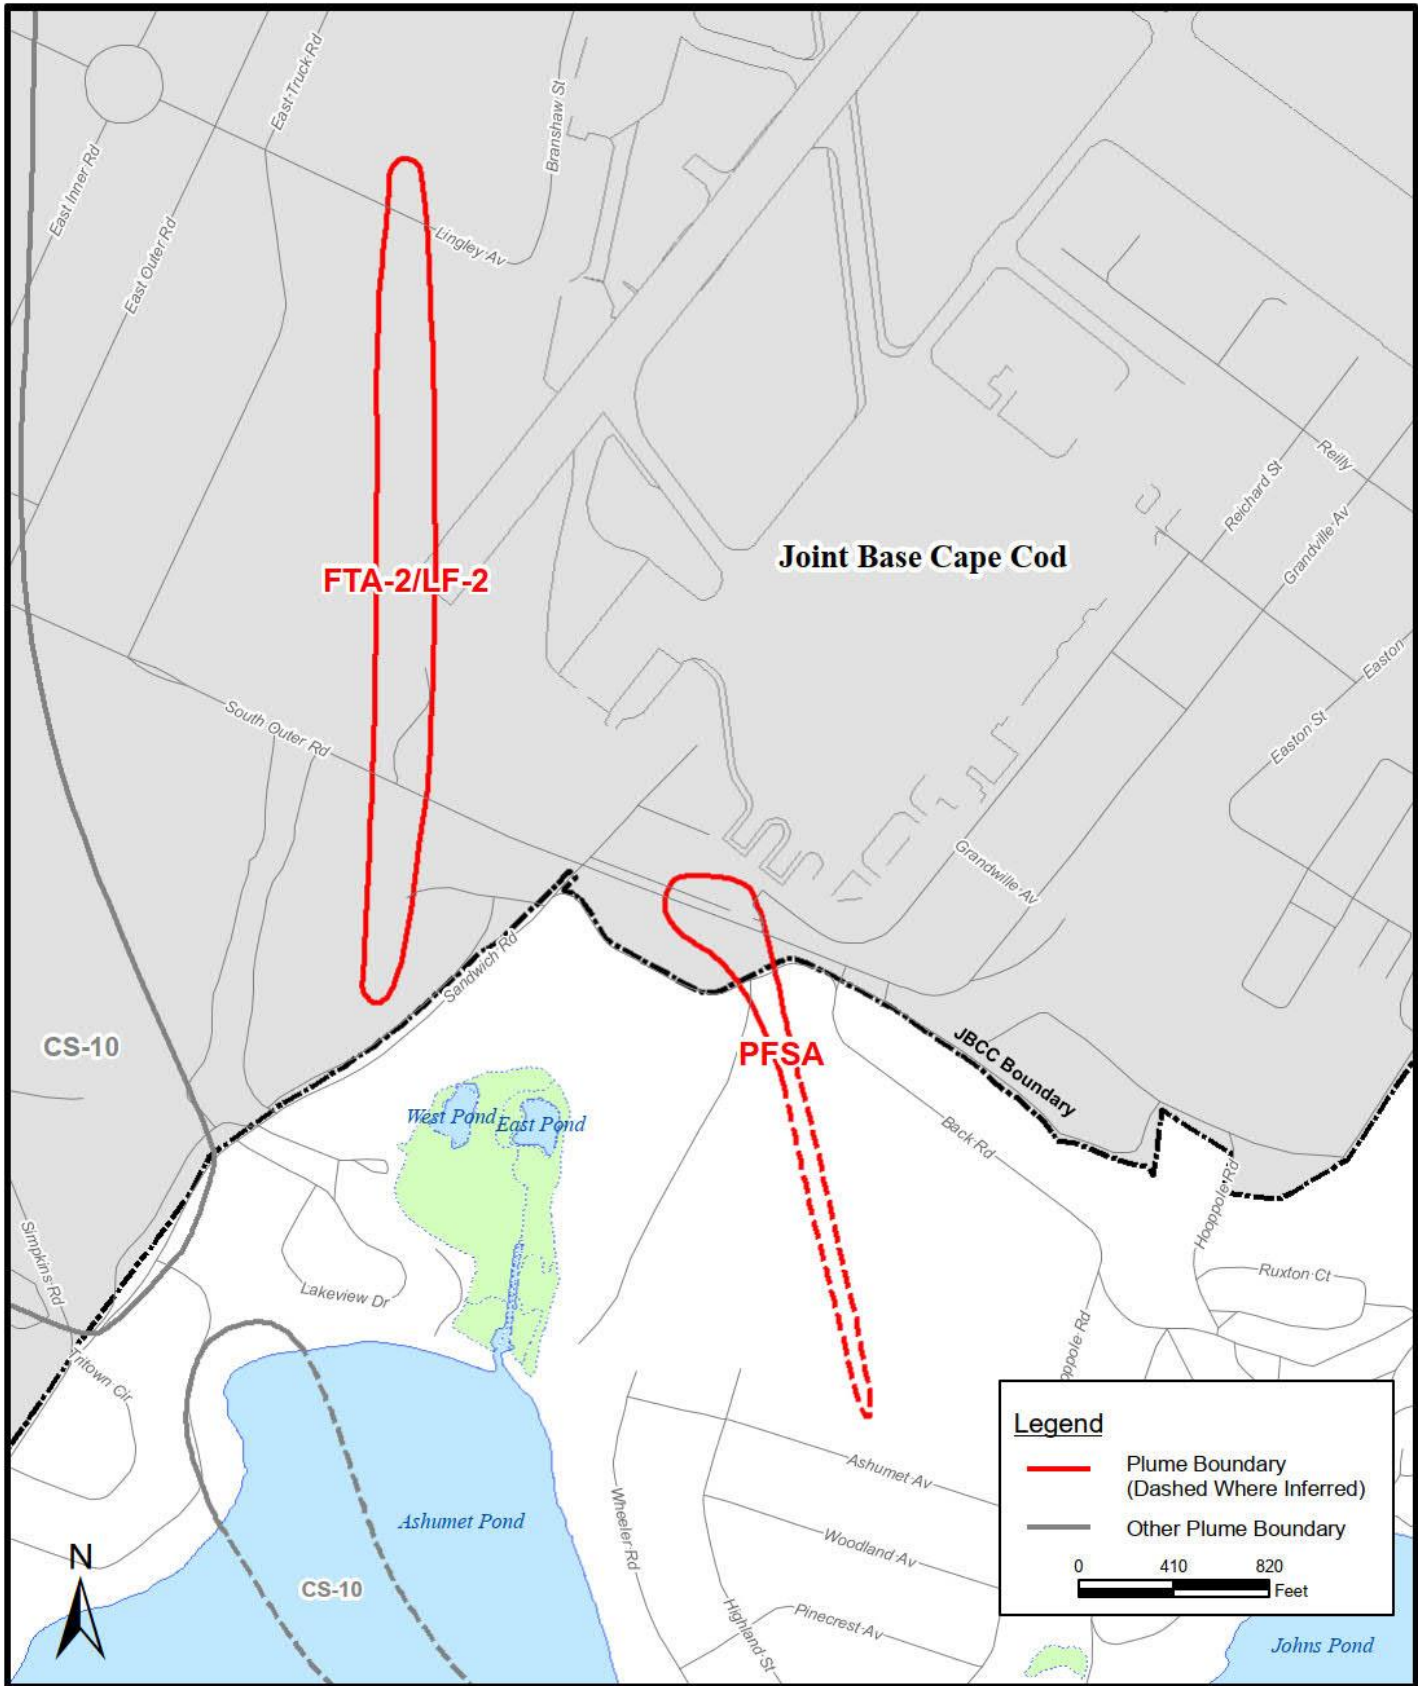 East Truck Rd
Branshaw St
East Inner Rd
East Outer Rd
Lingley Av
Reilly
Reichard St
Grandville Av
Joint Base Cape Cod
FTA-2/LF-2
Easton
South Outer Rd
Easton St
Grandwille Av
Sandwich Rd
CS-10
PFSA
JBCC Boundary
West Pond
East Pond
Back Rd
Hooppole Rd
Simpkins Rd
Ruxton Ct
Lakeview Dr
Tritown Cir
oppole Rd
Ashumet Av
Wheeler Rd
Ashumet Pond
Woodland Av
CS-10
Highland St
Pinecrest Av
N
Legend
Plume Boundary
(Dashed Where Inferred)
Other Plume Boundary
0 410 820
Feet
Johns Pond